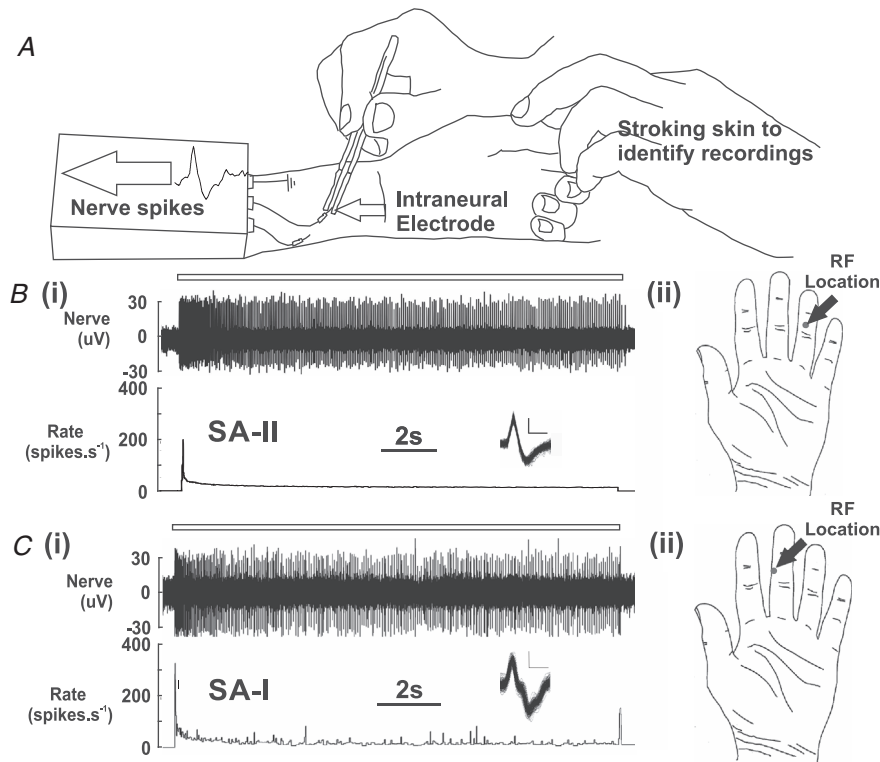 A
Stroking skin to
identify recordings
Nerve spikes
Intraneural
Electrode
B (i)
(ii)
RF
Location
Nerve
(uV)
30
0
-30
400
Rate
(spikes.s⁻¹)
200
0
SA-II
2s
C (i)
(ii)
RF
Location
Nerve
(uV)
30
0
-30
400
Rate
(spikes.s⁻¹)
200
0
SA-I
2s